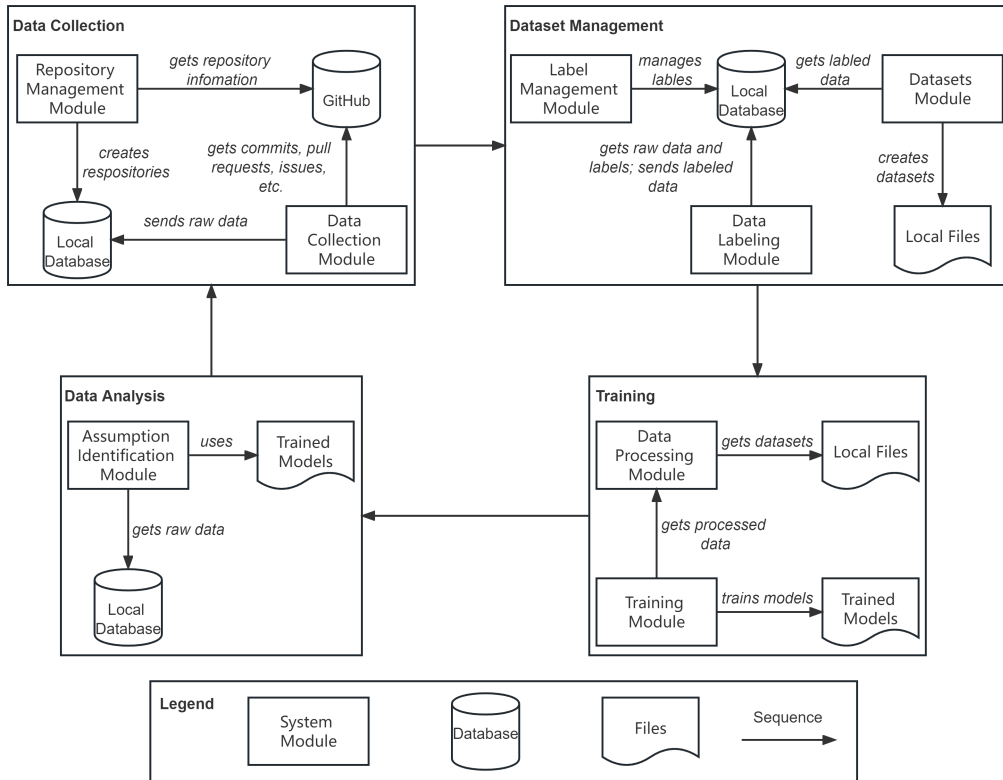 Data Collection
Repository
Management
Module
gets repository
infomation
GitHub
creates
respositories
gets commits, pull
requests, issues,
etc.
Local
Database
sends raw data
Data
Collection
Module
Dataset Management
Label
Management
Module
manages
lables
Local
Database
gets labled
data
Datasets
Module
gets raw data and
labels; sends labeled
data
creates
datasets
Data
Labeling
Module
Local Files
Data Analysis
Assumption
Identification
Module
uses
Trained
Models
gets raw data
Local
Database
Training
Data
Processing
Module
gets datasets
Local Files
gets processed
data
Training
Module
trains models
Trained
Models
Legend
System
Module
Database
Files
Sequence